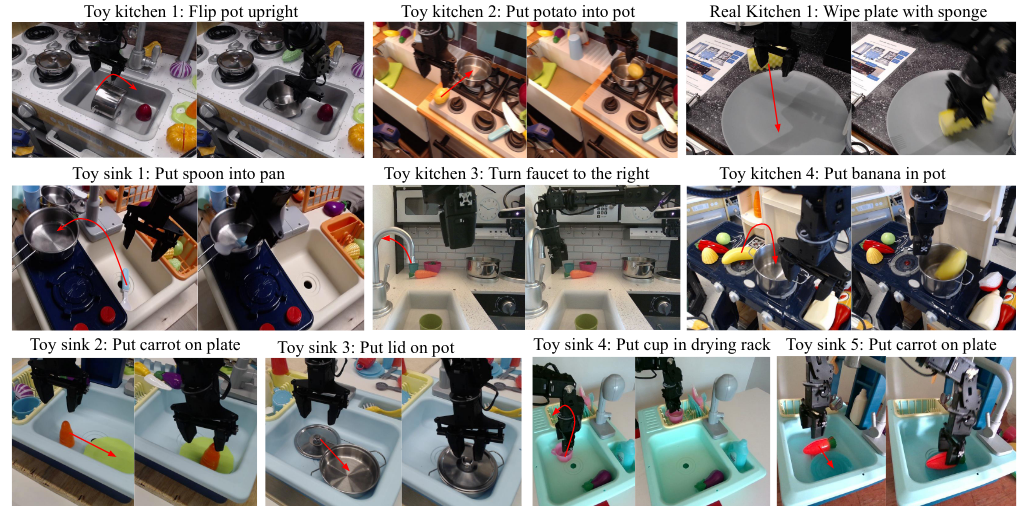 Toy kitchen 1: Flip pot upright
Toy kitchen 2: Put potato into pot
Real Kitchen 1: Wipe plate with sponge
Toy sink 1: Put spoon into pan
Toy kitchen 3: Turn faucet to the right
Toy kitchen 4: Put banana in pot
Toy sink 2: Put carrot on plate
Toy sink 3: Put lid on pot
Toy sink 4: Put cup in drying rack
Toy sink 5: Put carrot on plate